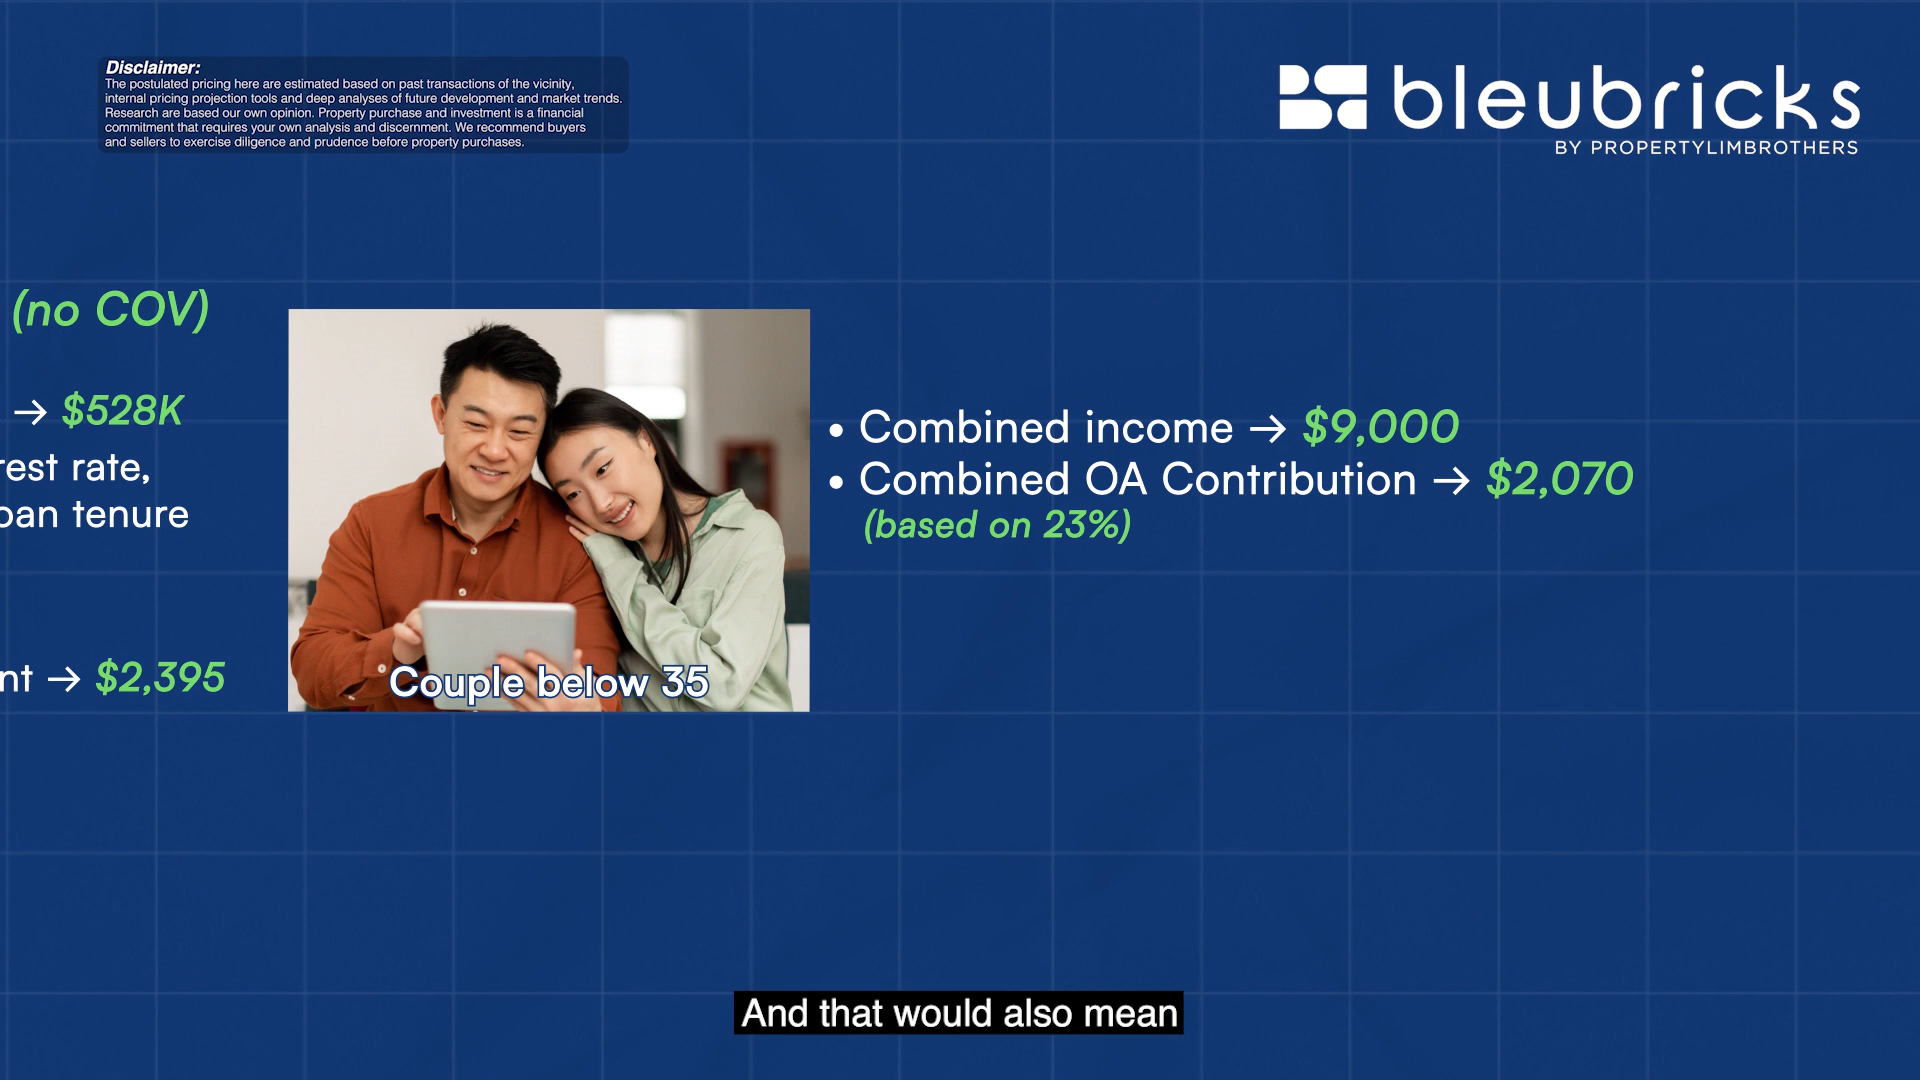 Disclaimer:
The postulated pricing here are estimated based on past transactions of the vicinity,
internal pricing projection tools and deep analyses of future development and market trends.
Research are based our own opinion. Property purchase and investment is a financial
commitment that requires your own analysis and discernment. We recommend buyers
and sellers to exercise diligence and prudence before property purchases.
bleubricks
BY PROPERTYLIMBROTHERS
(no COV)
→ $528K
rest rate,
oan tenure
nt → $2,395
Couple below 35
• Combined income → $9,000
• Combined OA Contribution → $2,070
(based on 23%)
And that would also mean